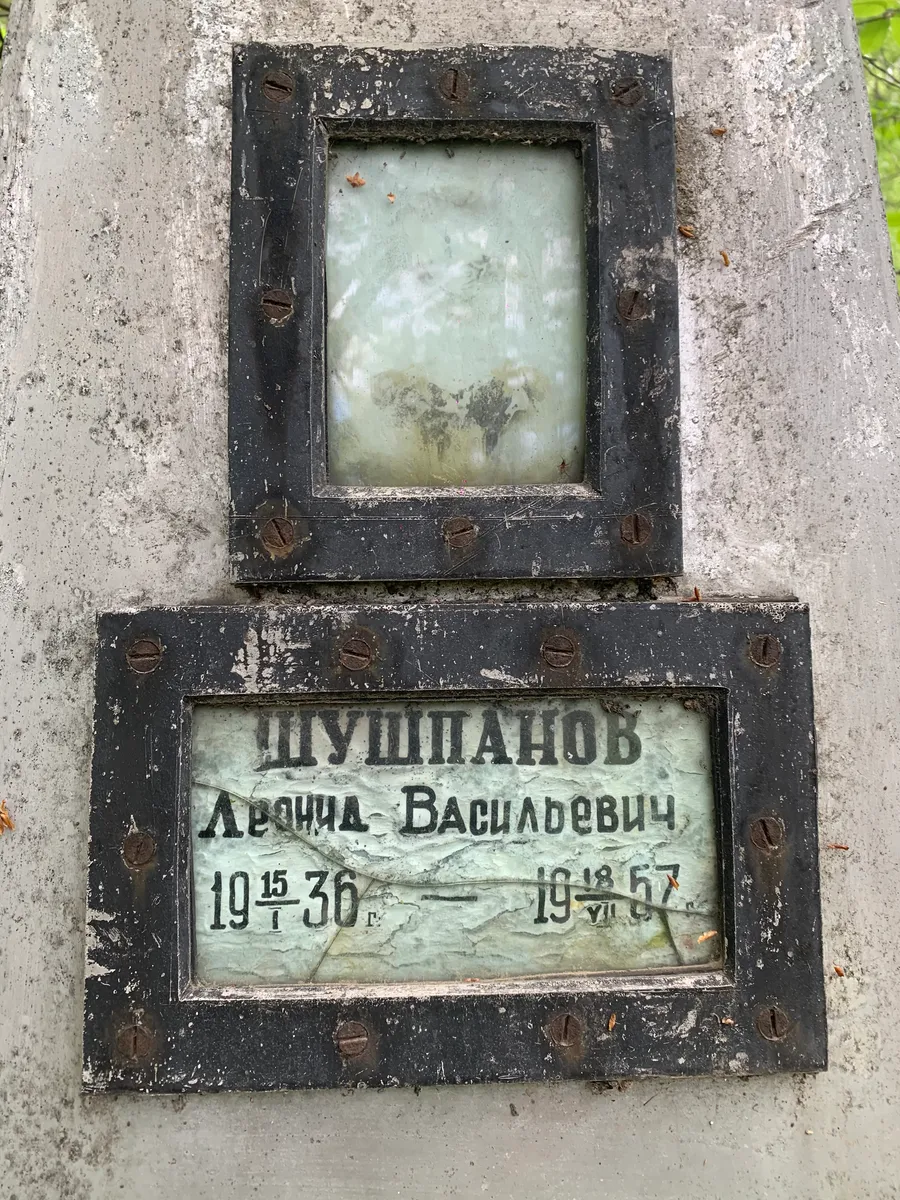 ШУШПАНОВ
Леонид Васильевич
19 15/I 36 г. — 19 18/VII 57 г.